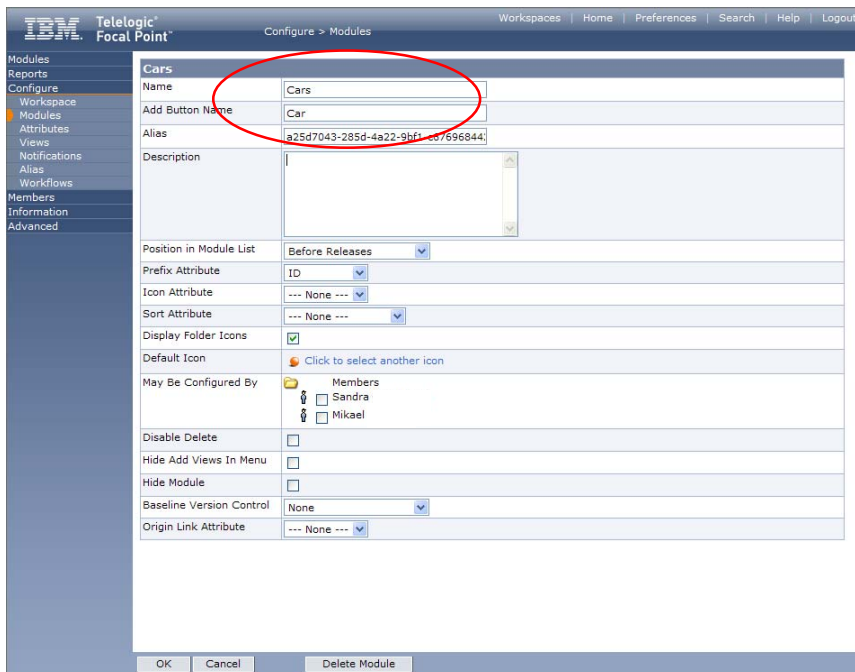 IBM. Telelogic® Focal Point™
Configure > Modules
Workspaces | Home | Preferences | Search | Help | Logout
Modules
Reports
Configure
Workspace
Modules
Attributes
Views
Notifications
Alias
Workflows
Members
Information
Advanced
Cars
Name Cars
Add Button Name Car
Alias
Description
Position in Module List Before Releases
Prefix Attribute ID
Icon Attribute --- None ---
Sort Attribute --- None ---
Display Folder Icons
Default Icon Click to select another icon
May Be Configured By Members
Sandra
Mikael
Disable Delete
Hide Add Views In Menu
Hide Module
Baseline Version Control None
Origin Link Attribute --- None ---
OK Cancel Delete Module